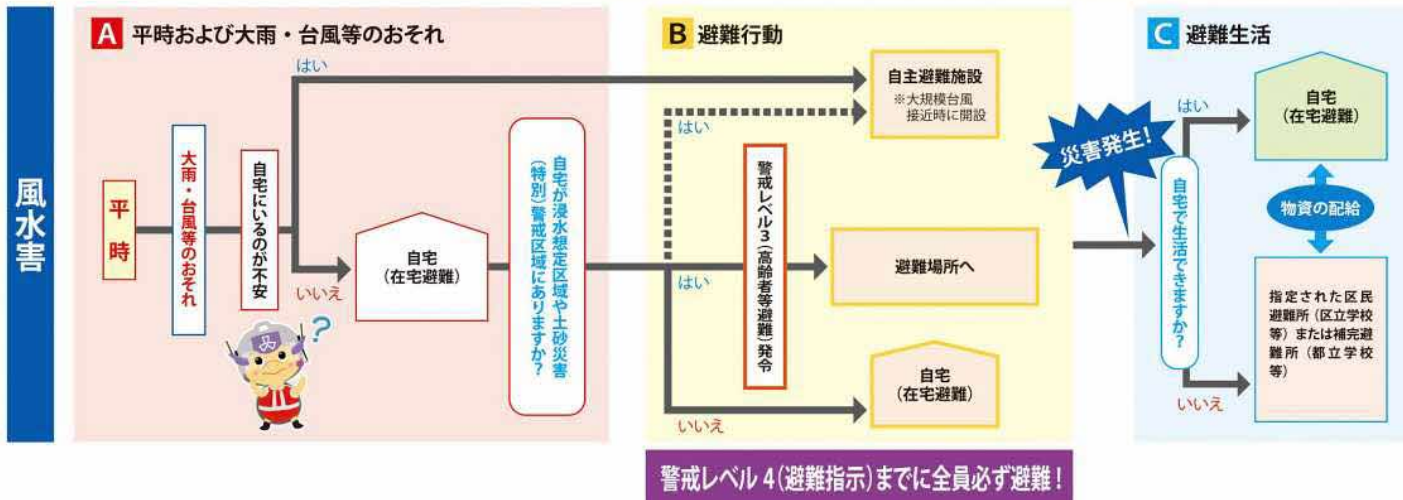 風水害
A 平時および大雨・台風等のおそれ
平時
大雨・台風等のおそれ
自宅にいるのが不安
はい
いいえ
自宅
(在宅避難)
自宅が浸水想定区域や土砂災害
(特別)警戒区域にありますか?
?
B 避難行動
自主避難施設
※大規模台風
接近時に開設
はい
はい
いいえ
警戒レベル3(高齢者等避難)発令
避難場所へ
自宅
(在宅避難)
警戒レベル4(避難指示)までに全員必ず避難!
災害発生!
C 避難生活
自宅で生活できますか?
はい
自宅
(在宅避難)
物資の配給
いいえ
指定された区民
避難所(区立学校
等)または補完避
難所(都立学校
等)